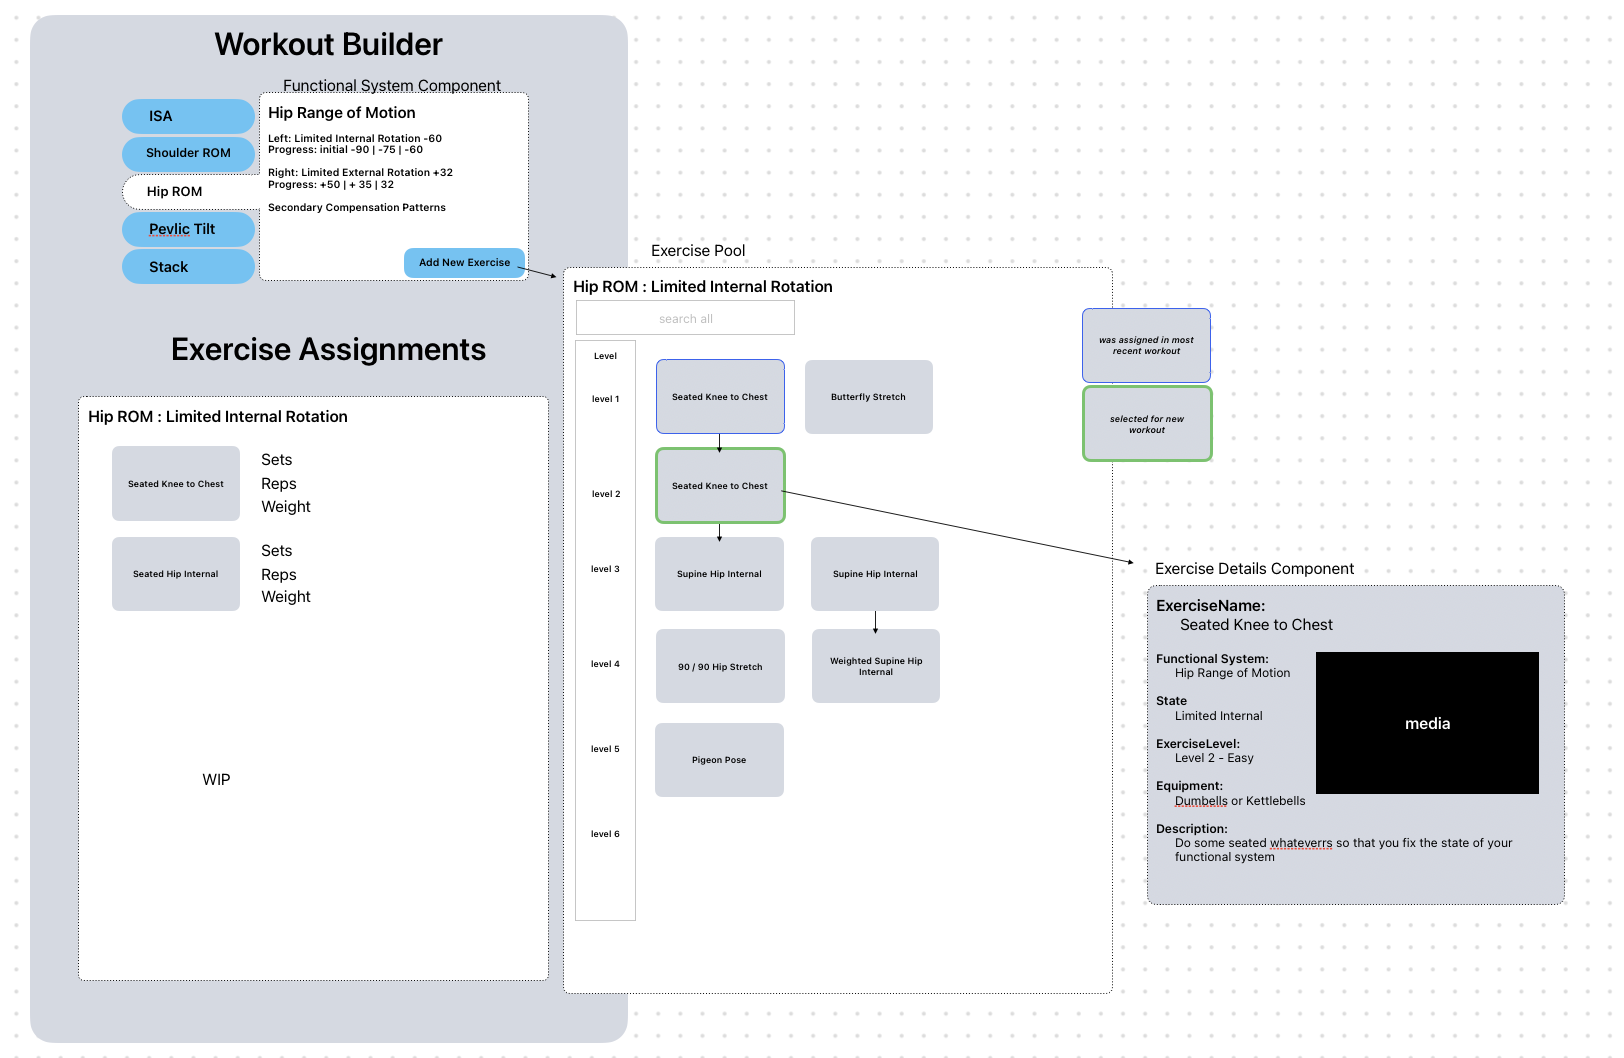 Workout Builder
Functional System Component
ISA
Shoulder ROM
Hip ROM
Pevlic Tilt
Stack
Hip Range of Motion
Left: Limited Internal Rotation -60
Progress: initial -90 | -75 | -60
Right: Limited External Rotation +32
Progress: +50 | + 35 | 32
Secondary Compensation Patterns
Add New Exercise
Exercise Assignments
Hip ROM : Limited Internal Rotation
Seated Knee to Chest
Sets
Reps
Weight
Seated Hip Internal
Sets
Reps
Weight
WIP
Exercise Pool
Hip ROM : Limited Internal Rotation
search all
Level
level 1
Seated Knee to Chest
Butterfly Stretch
level 2
Seated Knee to Chest
level 3
Supine Hip Internal
Supine Hip Internal
level 4
90 / 90 Hip Stretch
Weighted Supine Hip
Internal
level 5
Pigeon Pose
level 6
was assigned in most
recent workout
selected for new
workout
Exercise Details Component
ExerciseName:
Seated Knee to Chest
Functional System:
Hip Range of Motion
State
Limited Internal
ExerciseLevel:
Level 2 - Easy
Equipment:
Dumbells or Kettlebells
media
Description:
Do some seated whateverrs so that you fix the state of your
functional system